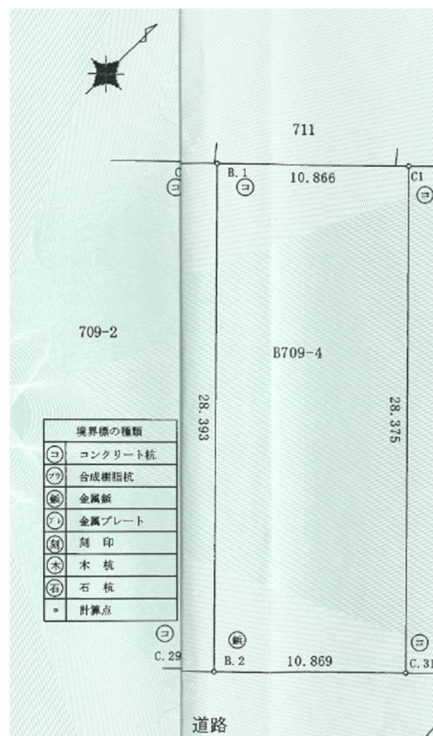 711
C
コ
B.1
コ
10.866
C1
コ
709-2
B709-4
28.393
28.375
境界標の種類
コ コンクリート杭
プラ 合成樹脂杭
鋲 金属鋲
プレ 金属プレート
刻 刻印
木 木杭
石 石杭
計算点
コ
鋲
コ
C.29
B.2
10.869
C.31
道路